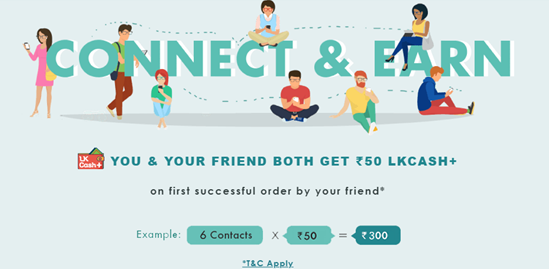 CONNECT & EARN
LK Cash+ YOU & YOUR FRIEND BOTH GET ₹50 LKCASH+
on first successful order by your friend*
Example: 6 Contacts X ₹50 = ₹300
*T&C Apply